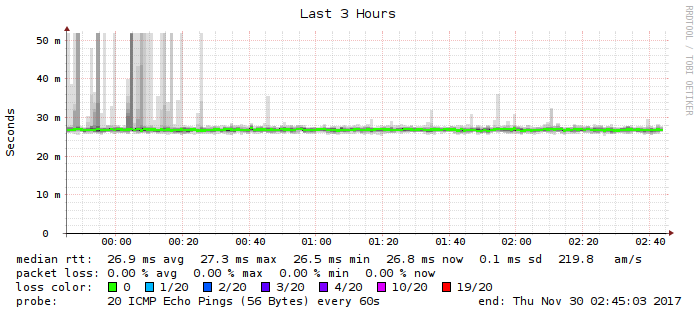 Last 3 Hours
RRDTOOL / TOBI OETIKER
Seconds
50 m
40 m
30 m
20 m
10 m
0
00:00 00:20 00:40 01:00 01:20 01:40 02:00 02:20 02:40
median rtt: 26.9 ms avg 27.3 ms max 26.5 ms min 26.8 ms now 0.1 ms sd 219.8 am/s
packet loss: 0.00 % avg 0.00 % max 0.00 % min 0.00 % now
loss color: 0 1/20 2/20 3/20 4/20 10/20 19/20
probe: 20 ICMP Echo Pings (56 Bytes) every 60s end: Thu Nov 30 02:45:03 2017